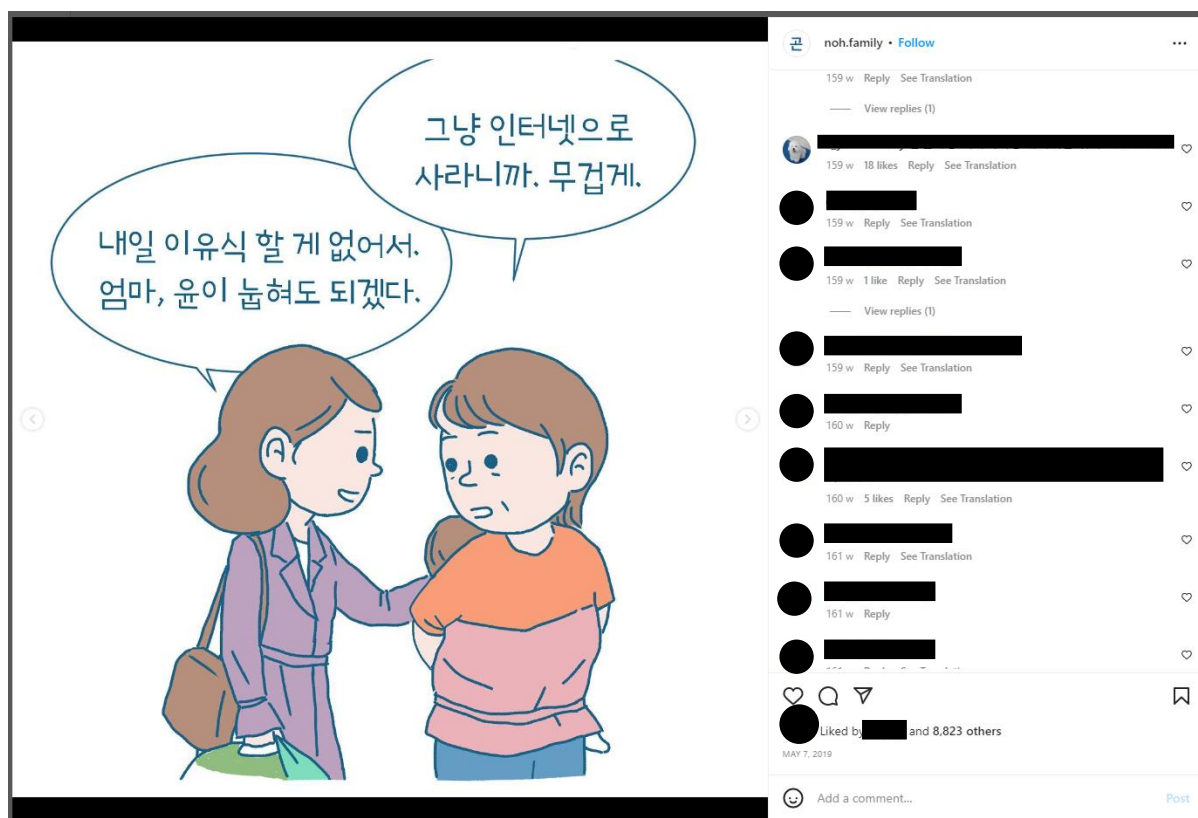 그냥 인터넷으로
사라니까. 무겁게.
내일 이유식 할 게 없어서.
엄마, 윤이 눕혀도 되겠다.
곤
noh.family • Follow
159 w Reply See Translation
View replies (1)
159 w 18 likes Reply See Translation
159 w Reply See Translation
159 w 1 like Reply See Translation
View replies (1)
159 w Reply See Translation
160 w Reply
160 w 5 likes Reply See Translation
161 w Reply See Translation
161 w Reply
Liked by and 8,823 others
MAY 7, 2019
Add a comment...
Post